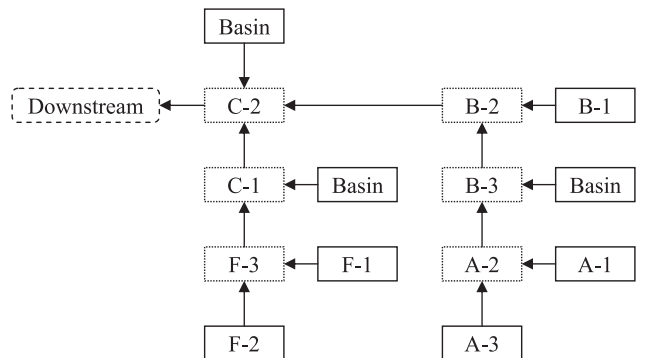 Basin
Downstream C-2 B-2 B-1
C-1 Basin B-3 Basin
F-3 F-1 A-2 A-1
F-2 A-3